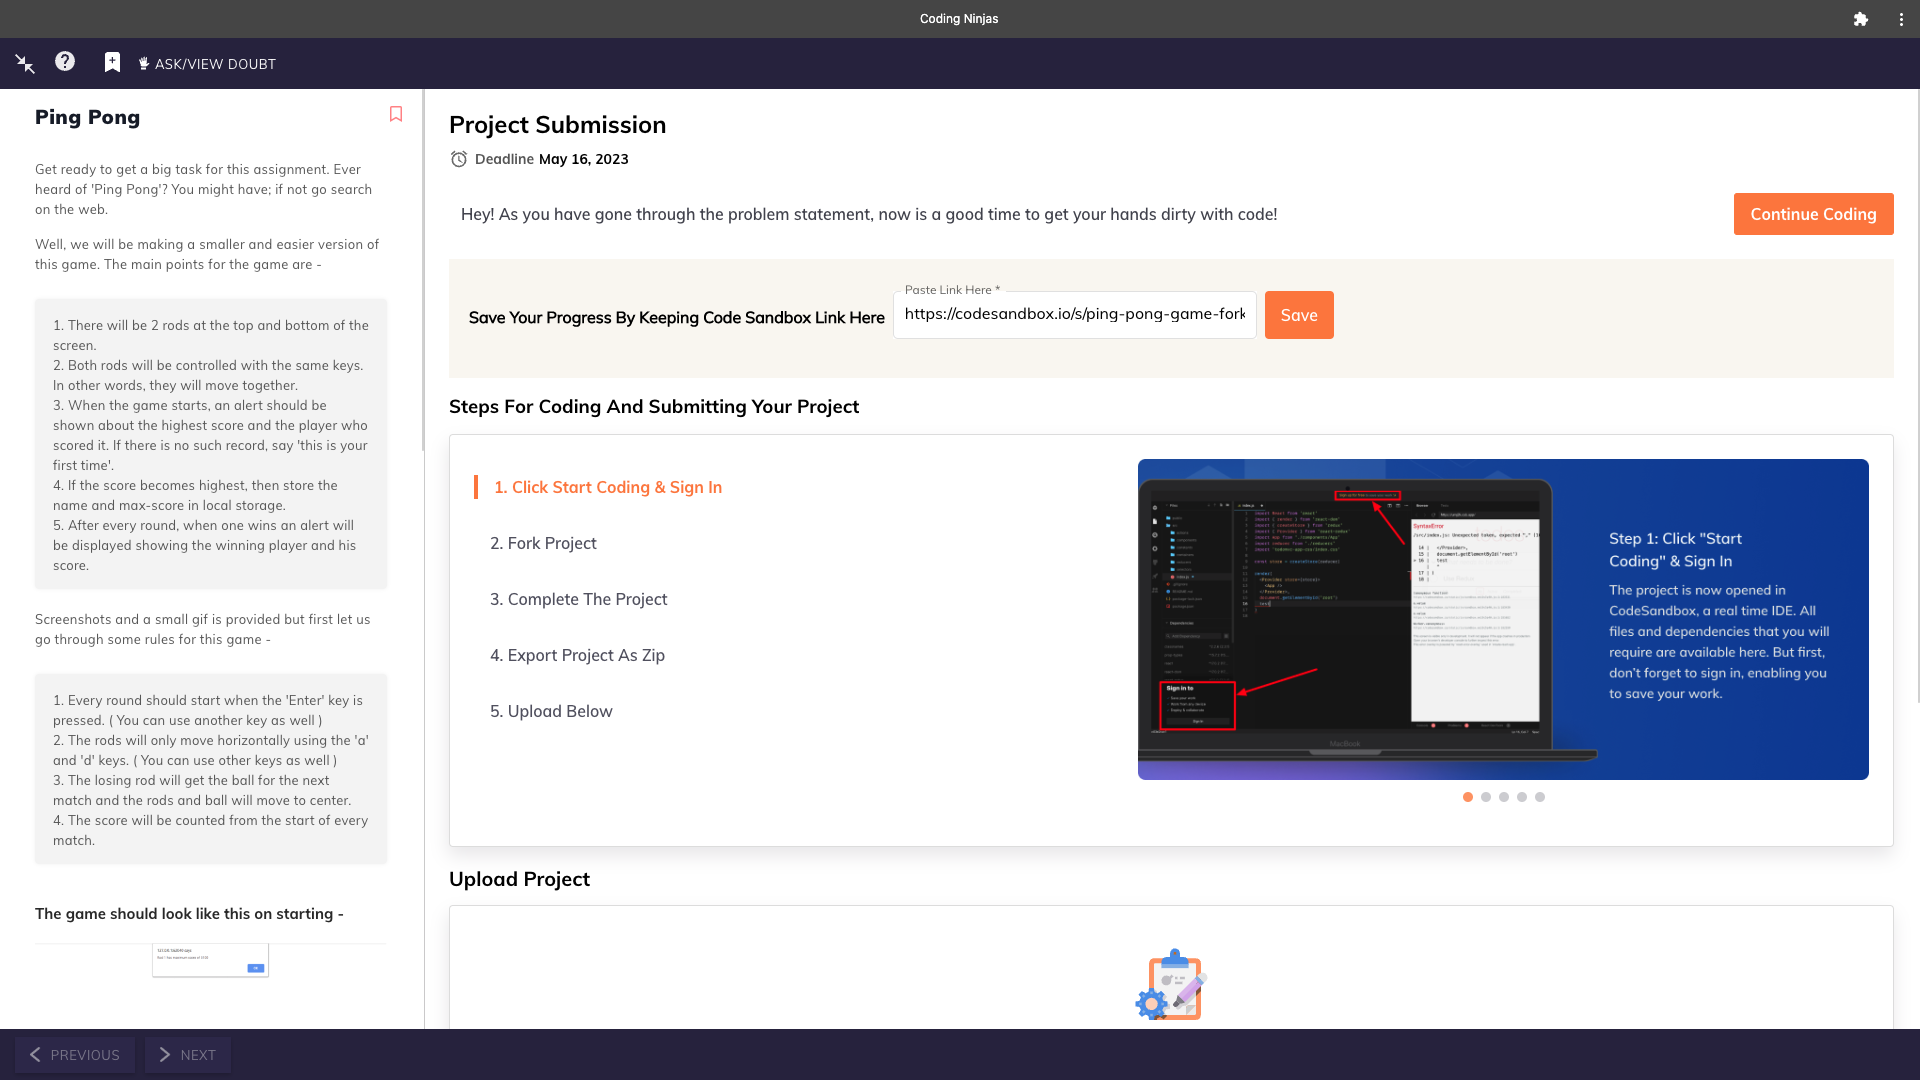 Coding Ninjas
ASK/VIEW DOUBT
Ping Pong
Get ready to get a big task for this assignment. Ever
heard of 'Ping Pong'? You might have; if not go search
on the web.
Well, we will be making a smaller and easier version of
this game. The main points for the game are -
1. There will be 2 rods at the top and bottom of the
screen.
2. Both rods will be controlled with the same keys.
In other words, they will move together.
3. When the game starts, an alert should be
shown about the highest score and the player who
scored it. If there is no such record, say 'this is your
first time'.
4. If the score becomes highest, then store the
name and max-score in local storage.
5. After every round, when one wins an alert will
be displayed showing the winning player and his
score.
Screenshots and a small gif is provided but first let us
go through some rules for this game -
1. Every round should start when the 'Enter' key is
pressed. ( You can use another key as well )
2. The rods will only move horizontally using the 'a'
and 'd' keys. ( You can use other keys as well )
3. The losing rod will get the ball for the next
match and the rods and ball will move to center.
4. The score will be counted from the start of every
match.
The game should look like this on starting -
Project Submission
Deadline May 16, 2023
Hey! As you have gone through the problem statement, now is a good time to get your hands dirty with code!
Continue Coding
Save Your Progress By Keeping Code Sandbox Link Here
Paste Link Here *
https://codesandbox.io/s/ping-pong-game-fork
Save
Steps For Coding And Submitting Your Project
1. Click Start Coding & Sign In
2. Fork Project
3. Complete The Project
4. Export Project As Zip
5. Upload Below
SyntaxError
Sign in to
MacBook
Step 1: Click "Start
Coding" & Sign In
The project is now opened in
CodeSandbox, a real time IDE. All
files and dependencies that you will
require are available here. But first,
don't forget to sign in, enabling you
to save your work.
Upload Project
PREVIOUS
NEXT